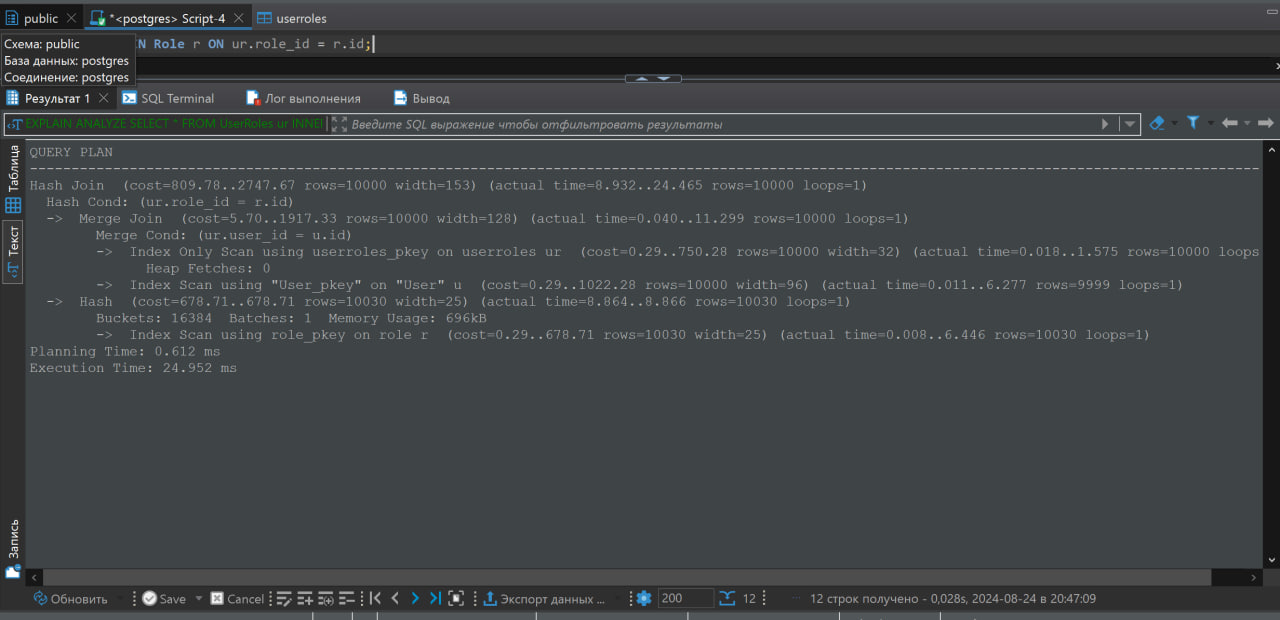 public
*<postgres> Script-4
userroles
Схема: public
База данных: postgres
Соединение: postgres
N Role r ON ur.role_id = r.id;
Результат 1
SQL Terminal
Лог выполнения
Вывод
EXPLAIN ANALYZE SELECT * FROM UserRoles ur INNEI
Введите SQL выражение чтобы отфильтровать результаты
Таблица
Текст
Запись
QUERY PLAN
Hash Join  (cost=809.78..2747.67 rows=10000 width=153) (actual time=8.932..24.465 rows=10000 loops=1)
  Hash Cond: (ur.role_id = r.id)
  ->  Merge Join  (cost=5.70..1917.33 rows=10000 width=128) (actual time=0.040..11.299 rows=10000 loops=1)
        Merge Cond: (ur.user_id = u.id)
        ->  Index Only Scan using userroles_pkey on userroles ur  (cost=0.29..750.28 rows=10000 width=32) (actual time=0.018..1.575 rows=10000 loops
              Heap Fetches: 0
        ->  Index Scan using "User_pkey" on "User" u  (cost=0.29..1022.28 rows=10000 width=96) (actual time=0.011..6.277 rows=9999 loops=1)
  ->  Hash  (cost=678.71..678.71 rows=10030 width=25) (actual time=8.864..8.866 rows=10030 loops=1)
        Buckets: 16384  Batches: 1  Memory Usage: 696kB
        ->  Index Scan using role_pkey on role r  (cost=0.29..678.71 rows=10030 width=25) (actual time=0.008..6.446 rows=10030 loops=1)
Planning Time: 0.612 ms
Execution Time: 24.952 ms
Обновить
Save
Cancel
Экспорт данных ...
200
12
12 строк получено - 0,028s, 2024-08-24 в 20:47:09